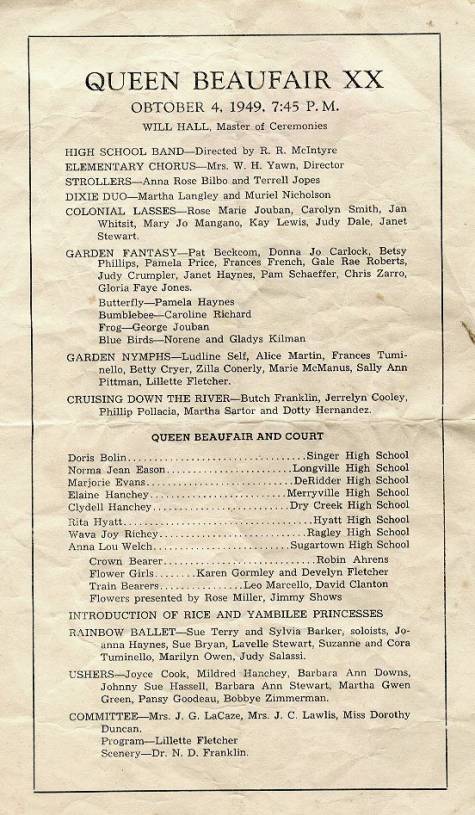 QUEEN BEAUFAIR XX
OBTOBER 4, 1949. 7:45 P. M.
WILL HALL, Master of Ceremonies
HIGH SCHOOL BAND—Directed by R. R. McIntyre
ELEMENTARY CHORUS—Mrs. W. H. Yawn, Director
STROLLERS—Anna Rose Bilbo and Terrell Jopes
DIXIE DUO—Martha Langley and Muriel Nicholson
COLONIAL LASSES—Rose Marie Jouban, Carolyn Smith, Jan
Whitsit, Mary Jo Mangano, Kay Lewis, Judy Dale, Janet
Stewart.
GARDEN FANTASY—Pat Beckcom, Donna Jo Carlock, Betsy
Phillips, Pamela Price, Frances French, Gale Rae Roberts,
Judy Crumpler, Janet Haynes, Pam Schaeffer, Chris Zarro,
Gloria Faye Jones.
Butterfly—Pamela Haynes
Bumblebee—Caroline Richard
Frog—George Jouban
Blue Birds—Norene and Gladys Kilman
GARDEN NYMPHS—Ludline Self, Alice Martin, Frances Tumi-
nello, Betty Cryer, Zilla Conerly, Marie McManus, Sally Ann
Pittman, Lillette Fletcher.
CRUISING DOWN THE RIVER—Butch Franklin, Jerrelyn Cooley,
Phillip Pollacia, Martha Sartor and Dotty Hernandez.
QUEEN BEAUFAIR AND COURT
Doris Bolin................................Singer High School
Norma Jean Eason......................Longville High School
Marjorie Evans..........................DeRidder High School
Elaine Hanchey........................Merryville High School
Clydell Hanchey........................Dry Creek High School
Rita Hyatt.................................Hyatt High School
Wava Joy Richey..........................Ragley High School
Anna Lou Welch........................Sugartown High School
Crown Bearer............................Robin Ahrens
Flower Girls.......Karen Gormley and Develyn Fletcher
Train Bearers...............Leo Marcello, David Clanton
Flowers presented by Rose Miller, Jimmy Shows
INTRODUCTION OF RICE AND YAMBILEE PRINCESSES
RAINBOW BALLET—Sue Terry and Sylvia Barker, soloists, Jo-
anna Haynes, Sue Bryan, Lavelle Stewart, Suzanne and Cora
Tuminello, Marilyn Owen, Judy Salassi.
USHERS—Joyce Cook, Mildred Hanchey, Barbara Ann Downs,
Johnny Sue Hassell, Barbara Ann Stewart, Martha Gwen
Green, Pansy Goodeau, Bobbye Zimmerman.
COMMITTEE—Mrs. J. G. LaCaze, Mrs. J. C. Lawlis, Miss Dorothy
Duncan.
Program—Lillette Fletcher
Scenery—Dr. N. D. Franklin.